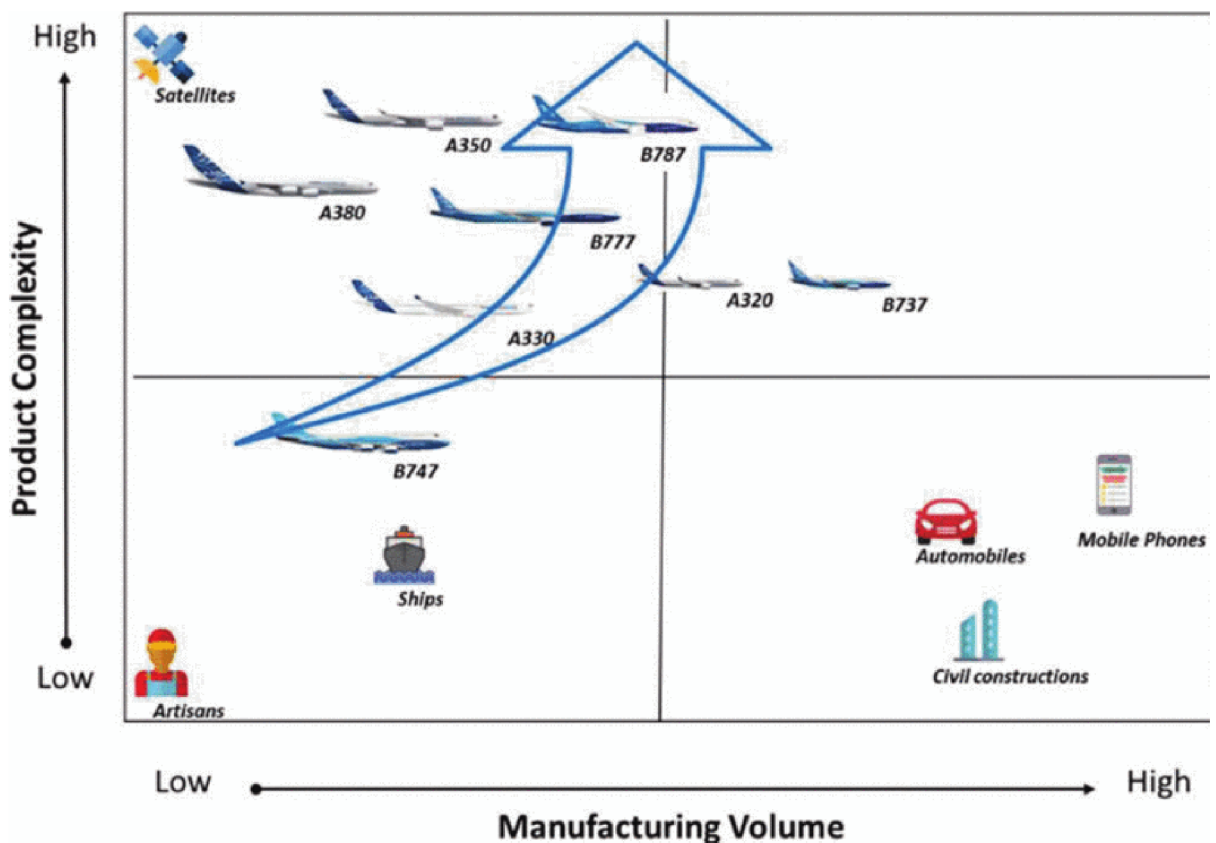 High
Satellites
A350
B787
A380
B777
A320
B737
A330
Product Complexity
B747
Mobile Phones
Automobiles
Ships
Low
Civil constructions
Artisans
Low
High
Manufacturing Volume